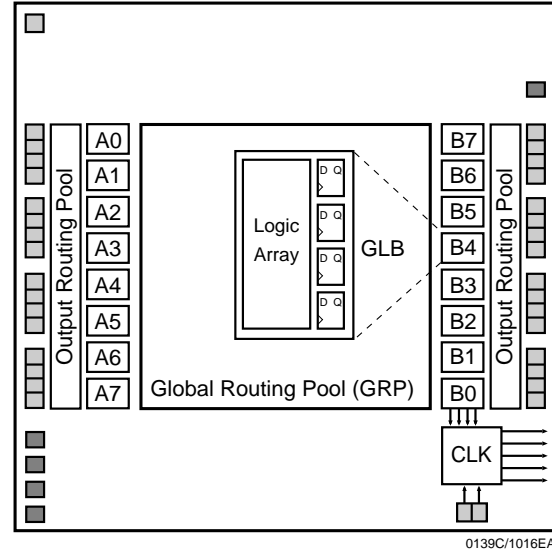 Output Routing Pool
A0
A1
A2
A3
A4
A5
A6
A7
Logic
Array
D Q
D Q
D Q
D Q
GLB
Global Routing Pool (GRP)
B7
B6
B5
B4
B3
B2
B1
B0
Output Routing Pool
CLK
0139C/1016EA